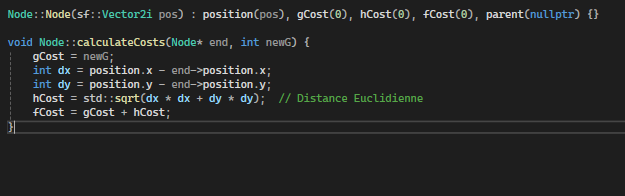 Node::Node(sf::Vector2i pos) : position(pos), gCost(0), hCost(0), fCost(0), parent(nullptr) {}
void Node::calculateCosts(Node* end, int newG) {
gCost = newG;
int dx = position.x - end->position.x;
int dy = position.y - end->position.y;
hCost = std::sqrt(dx * dx + dy * dy);  // Distance Euclidienne
fCost = gCost + hCost;
}